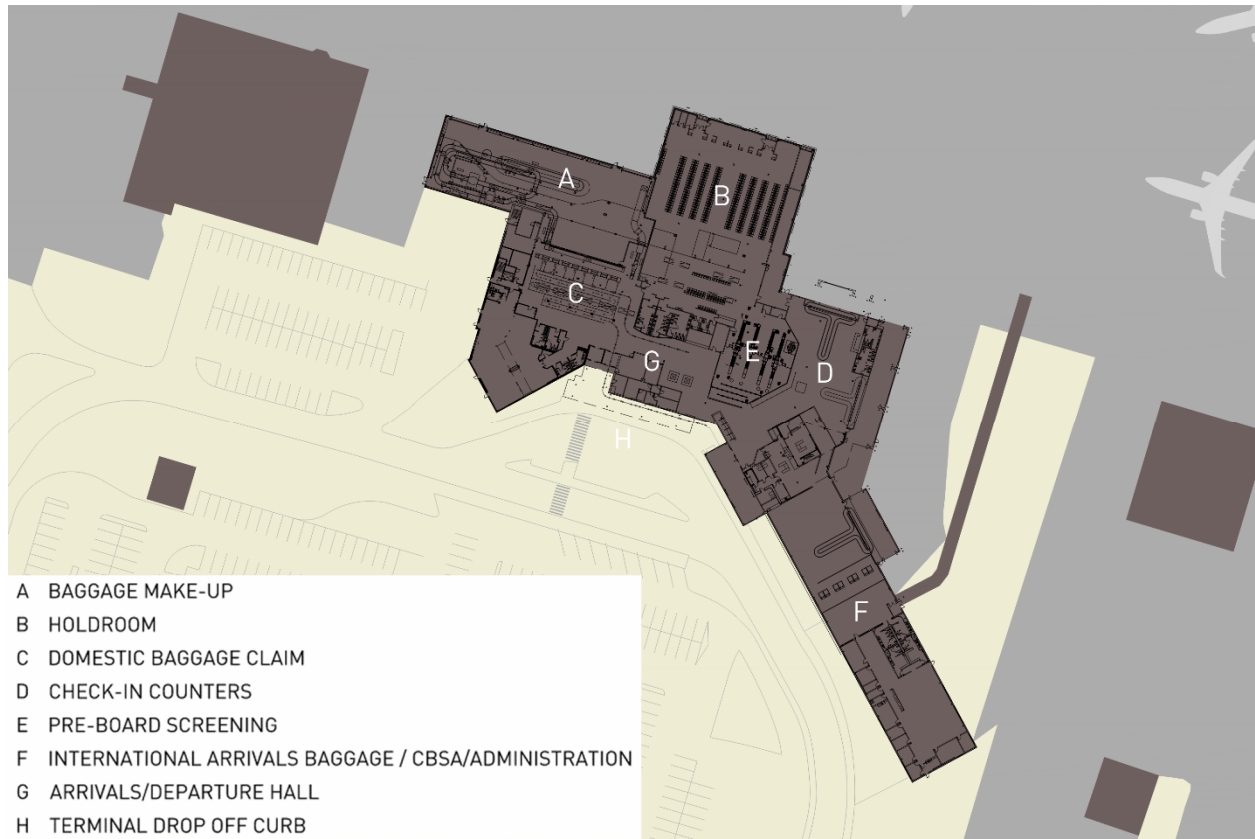 A
B
C
E
G
D
H
F
A BAGGAGE MAKE-UP
B HOLDROOM
C DOMESTIC BAGGAGE CLAIM
D CHECK-IN COUNTERS
E PRE-BOARD SCREENING
F INTERNATIONAL ARRIVALS BAGGAGE / CBSA/ADMINISTRATION
G ARRIVALS/DEPARTURE HALL
H TERMINAL DROP OFF CURB